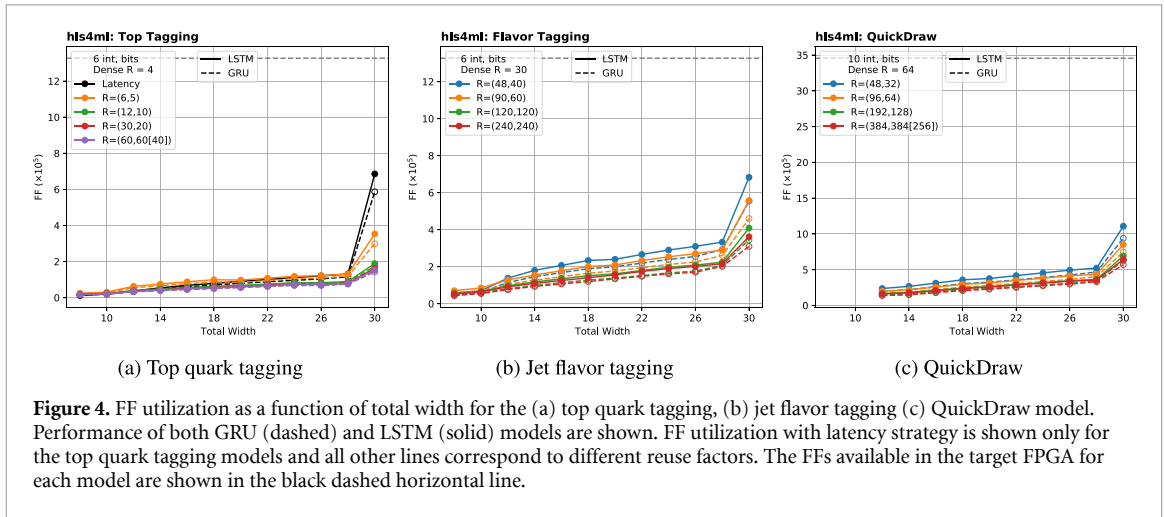 hls4ml: Top Tagging
6 int, bits
Dense R = 4
Latency
R=(6,5)
R=(12,10)
R=(30,20)
R=(60,60[40])
LSTM
GRU
FF (×10⁵)
12
10
8
6
4
2
0
10 14 18 22 26 30
Total Width
(a) Top quark tagging
hls4ml: Flavor Tagging
6 int, bits
Dense R = 30
R=(48,40)
R=(90,60)
R=(120,120)
R=(240,240)
LSTM
GRU
FF (×10⁵)
12
10
8
6
4
2
0
10 14 18 22 26 30
Total Width
(b) Jet flavor tagging
hls4ml: QuickDraw
10 int, bits
Dense R = 64
R=(48,32)
R=(96,64)
R=(192,128)
R=(384,384[256])
LSTM
GRU
FF (×10⁵)
35
30
25
20
15
10
5
0
10 14 18 22 26 30
Total Width
(c) QuickDraw
Figure 4. FF utilization as a function of total width for the (a) top quark tagging, (b) jet flavor tagging (c) QuickDraw model.
Performance of both GRU (dashed) and LSTM (solid) models are shown. FF utilization with latency strategy is shown only for
the top quark tagging models and all other lines correspond to different reuse factors. The FFs available in the target FPGA for
each model are shown in the black dashed horizontal line.